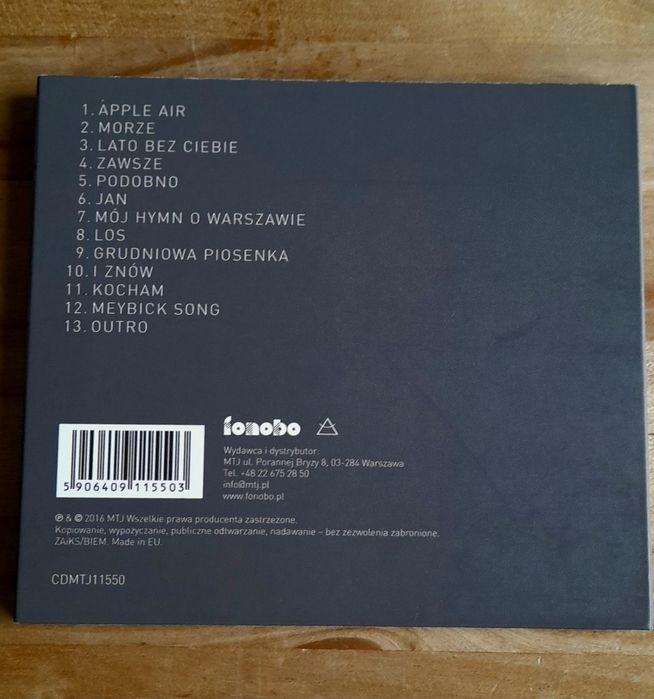 1. APPLE AIR
2. MORZE
3. LATO BEZ CIEBIE
4. ZAWSZE
5. PODOBNO
6. JAN
7. MÓJ HYMN O WARSZAWIE
8. LOS
9. GRUDNIOWA PIOSENKA
10. I ZNÓW
11. KOCHAM
12. MEYBICK SONG
13. OUTRO
fonobo
Wydawca i dystrybutor:
MTJ ul. Porannej Bryzy 8, 03-284 Warszawa
Tel. +48 22 675 28 50
info@mtj.pl
www.fonobo.pl
5 906409 115503
℗ & © 2016 MTJ Wszelkie prawa producenta zastrzeżone.
Kopiowanie, wypożyczanie, publiczne odtwarzanie, nadawanie – bez zezwolenia zabronione.
ZAiKS/BIEM. Made in EU.
CDMTJ11550